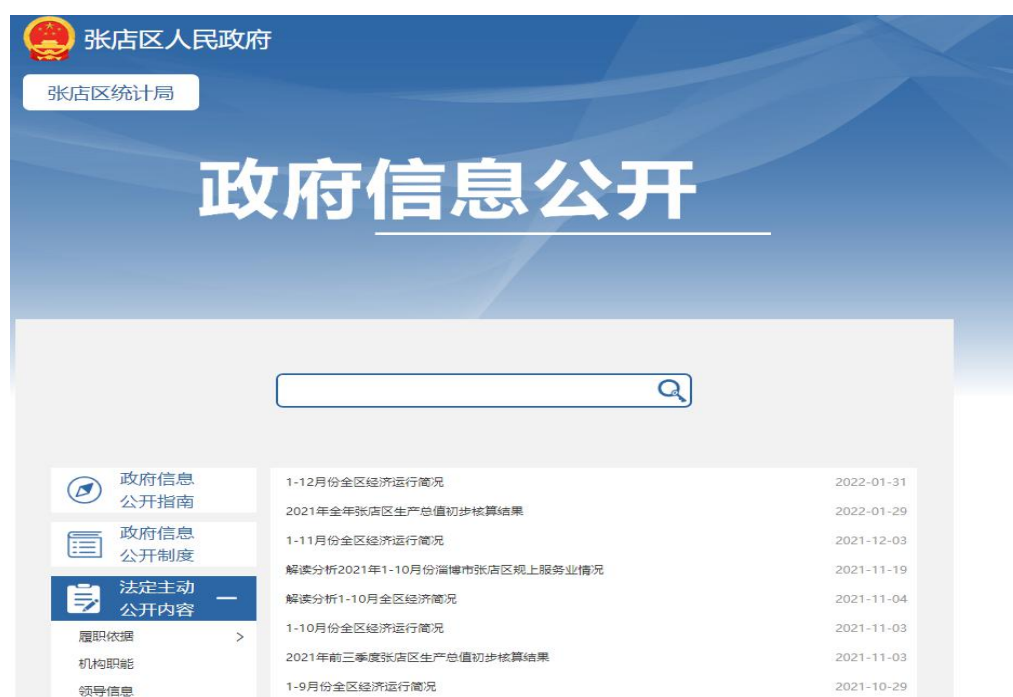 张店区人民政府
张店区统计局
政府信息公开
政府信息
公开指南
政府信息
公开制度
法定主动
公开内容
履职依据 >
机构职能
领导信息
1-12月份全区经济运行简况 2022-01-31
2021年全年张店区生产总值初步核算结果 2022-01-29
1-11月份全区经济运行简况 2021-12-03
解读分析2021年1-10月份淄博市张店区规上服务业情况 2021-11-19
解读分析1-10月全区经济简况 2021-11-04
1-10月份全区经济运行简况 2021-11-03
2021年前三季度张店区生产总值初步核算结果 2021-11-03
1-9月份全区经济运行简况 2021-10-29